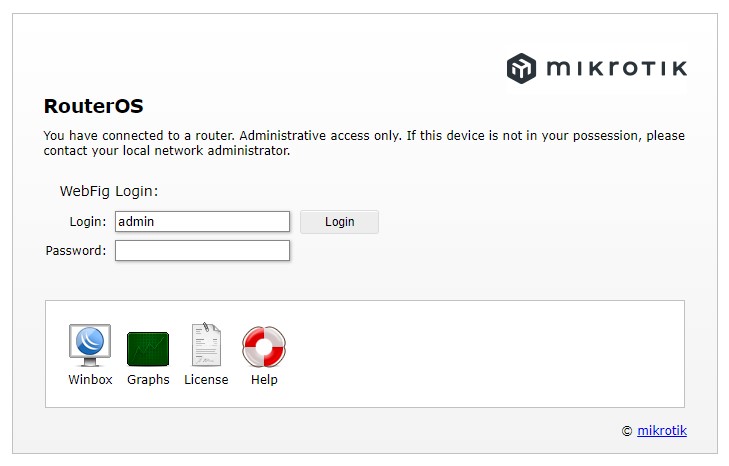 mikrotik
RouterOS
You have connected to a router. Administrative access only. If this device is not in your possession, please
contact your local network administrator.
WebFig Login:
Login: admin Login
Password:
Winbox Graphs License Help
© mikrotik